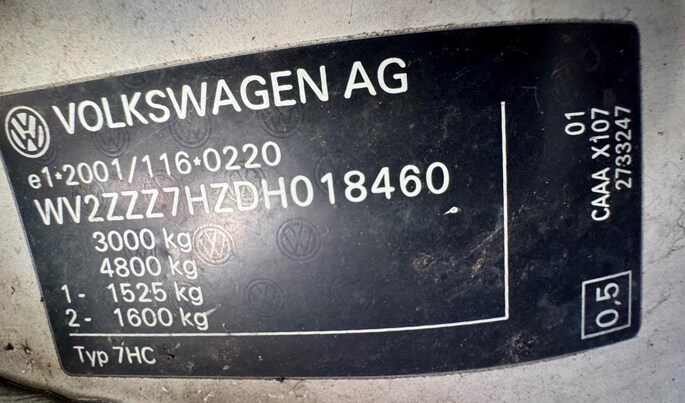 VOLKSWAGEN AG
e1*2001/116*0220
WV2ZZZ7HZDH018460
3000 kg
4800 kg
1- 1525 kg
2- 1600 kg
Typ 7HC
01
CAAA X107
2733247
0,5